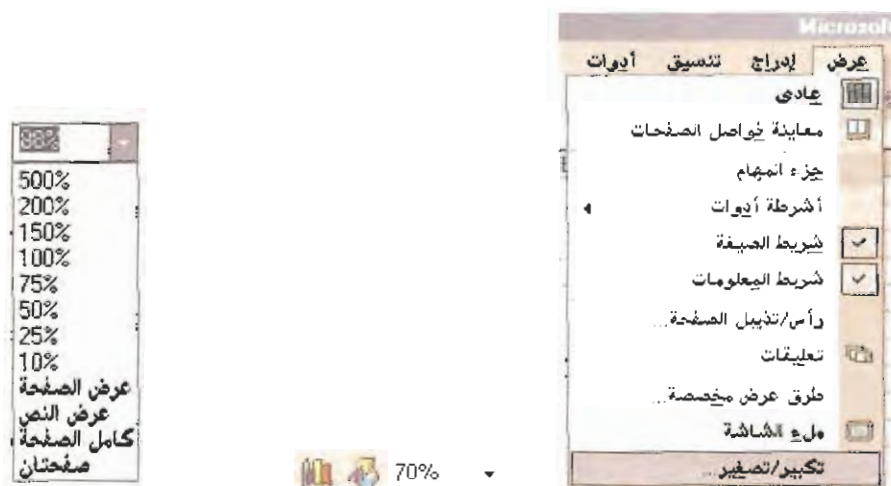 Microsof
عرض إدراج تنسيق أدوات
عادي
معاينة فواصل الصفحات
جزء المهام
أشرطة أدوات
شريط الصيغة
شريط المعلومات
رأس/تذييل الصفحة...
تعليقات
طرق عرض مخصصة...
ملء الشاشة
تكبير/تصغير...
98%
500%
200%
150%
100%
75%
50%
25%
10%
عرض الصفحة
عرض النص
كامل الصفحة
صفحتان
70%